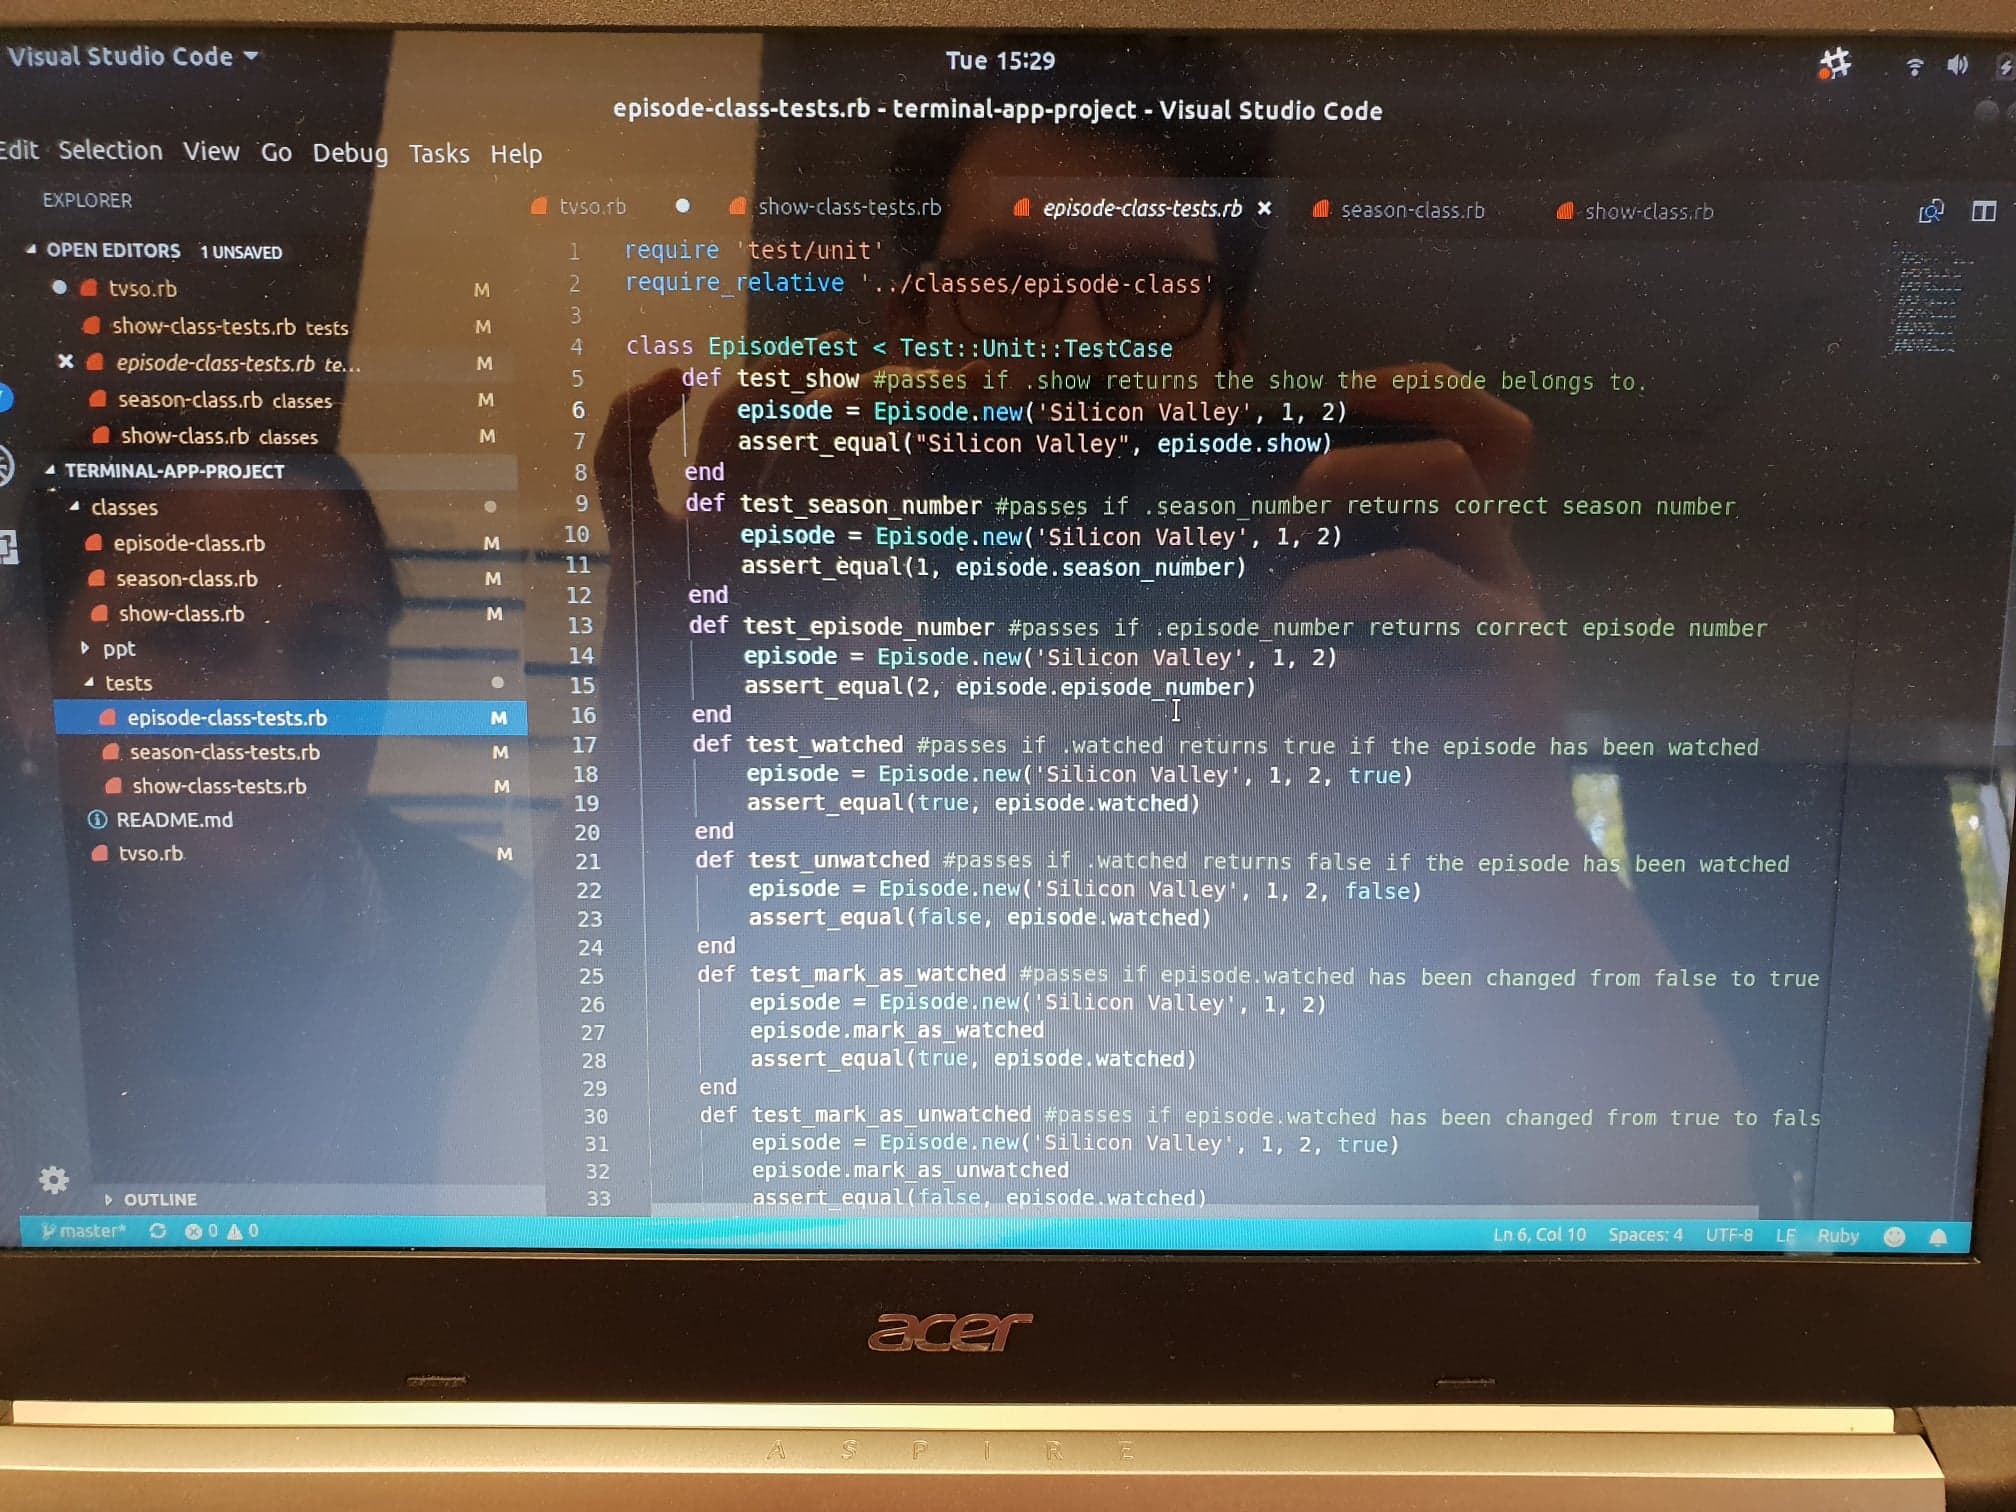 Visual Studio Code
Tue 15:29
episode-class-tests.rb - terminal-app-project - Visual Studio Code
Edit Selection View Go Debug Tasks Help
EXPLORER
OPEN EDITORS 1 UNSAVED
tvso.rb M
show-class-tests.rb tests M
episode-class-tests.rb te... M
season-class.rb classes M
show-class.rb classes M
TERMINAL-APP-PROJECT
classes
episode-class.rb M
season-class.rb M
show-class.rb M
ppt
tests
episode-class-tests.rb M
season-class-tests.rb M
show-class-tests.rb M
README.md
tvso.rb M
OUTLINE
tvso.rb show-class-tests.rb episode-class-tests.rb season-class.rb show-class.rb
1 require 'test/unit'
2 require_relative '../classes/episode-class'
3
4 class EpisodeTest < Test::Unit::TestCase
5 def test_show #passes if .show returns the show the episode belongs to.
6 episode = Episode.new('Silicon Valley', 1, 2)
7 assert_equal("Silicon Valley", episode.show)
8 end
9 def test_season_number #passes if .season_number returns correct season number
10 episode = Episode.new('Silicon Valley', 1, 2)
11 assert_equal(1, episode.season_number)
12 end
13 def test_episode_number #passes if .episode_number returns correct episode number
14 episode = Episode.new('Silicon Valley', 1, 2)
15 assert_equal(2, episode.episode_number)
16 end
17 def test_watched #passes if .watched returns true if the episode has been watched
18 episode = Episode.new('Silicon Valley', 1, 2, true)
19 assert_equal(true, episode.watched)
20 end
21 def test_unwatched #passes if .watched returns false if the episode has been watched
22 episode = Episode.new('Silicon Valley', 1, 2, false)
23 assert_equal(false, episode.watched)
24 end
25 def test_mark_as_watched #passes if episode.watched has been changed from false to true
26 episode = Episode.new('Silicon Valley', 1, 2)
27 episode.mark_as_watched
28 assert_equal(true, episode.watched)
29 end
30 def test_mark_as_unwatched #passes if episode.watched has been changed from true to fals
31 episode = Episode.new('Silicon Valley', 1, 2, true)
32 episode.mark_as_unwatched
33 assert_equal(false, episode.watched)
master* 0 0 Ln 6, Col 10 Spaces: 4 UTF-8 LF Ruby
acer
ASPIRE